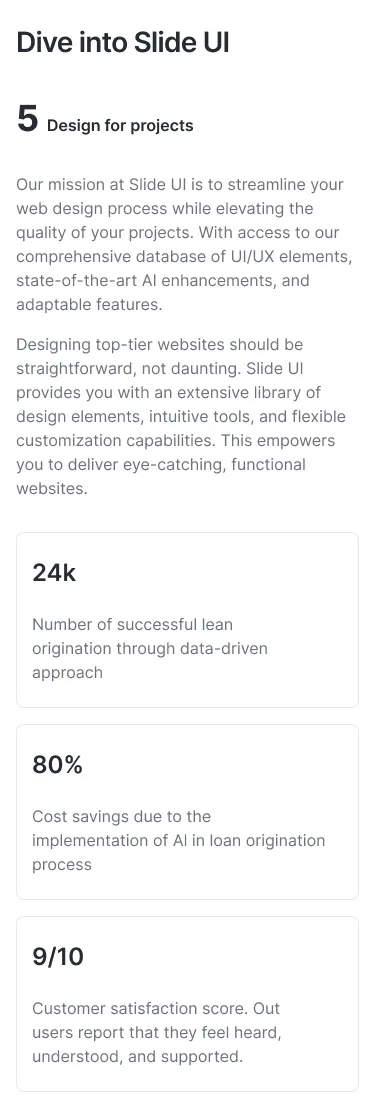 Dive into Slide UI
5 Design for projects
Our mission at Slide UI is to streamline your
web design process while elevating the
quality of your projects. With access to our
comprehensive database of UI/UX elements,
state-of-the-art AI enhancements, and
adaptable features.
Designing top-tier websites should be
straightforward, not daunting. Slide UI
provides you with an extensive library of
design elements, intuitive tools, and flexible
customization capabilities. This empowers
you to deliver eye-catching, functional
websites.
24k
Number of successful lean
origination through data-driven
approach
80%
Cost savings due to the
implementation of AI in loan origination
process
9/10
Customer satisfaction score. Out
users report that they feel heard,
understood, and supported.